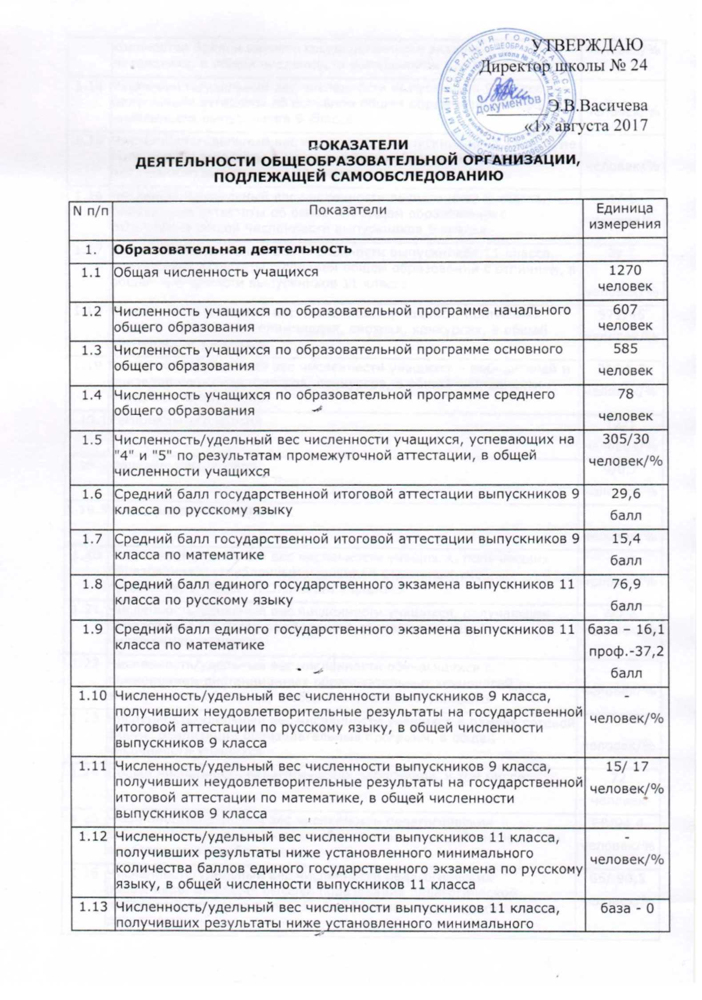 УТВЕРЖДАЮ
Директор школы № 24
Э.В.Васичева
«1» августа 2017
АДМИНИСТРАЦИЯ ГОРОДА ПСКОВА
документов
ПОКАЗАТЕЛИ
ДЕЯТЕЛЬНОСТИ ОБЩЕОБРАЗОВАТЕЛЬНОЙ ОРГАНИЗАЦИИ,
ПОДЛЕЖАЩЕЙ САМООБСЛЕДОВАНИЮ
N п/п Показатели Единица
измерения
1. Образовательная деятельность
1.1 Общая численность учащихся 1270
человек
1.2 Численность учащихся по образовательной программе начального 607
общего образования человек
1.3 Численность учащихся по образовательной программе основного 585
общего образования человек
1.4 Численность учащихся по образовательной программе среднего 78
общего образования человек
1.5 Численность/удельный вес численности учащихся, успевающих на 305/30
"4" и "5" по результатам промежуточной аттестации, в общей человек/%
численности учащихся
1.6 Средний балл государственной итоговой аттестации выпускников 9 29,6
класса по русскому языку балл
1.7 Средний балл государственной итоговой аттестации выпускников 9 15,4
класса по математике балл
1.8 Средний балл единого государственного экзамена выпускников 11 76,9
класса по русскому языку балл
1.9 Средний балл единого государственного экзамена выпускников 11 база – 16,1
класса по математике проф.-37,2
балл
1.10 Численность/удельный вес численности выпускников 9 класса, -
получивших неудовлетворительные результаты на государственной человек/%
итоговой аттестации по русскому языку, в общей численности
выпускников 9 класса
1.11 Численность/удельный вес численности выпускников 9 класса, 15/ 17
получивших неудовлетворительные результаты на государственной человек/%
итоговой аттестации по математике, в общей численности
выпускников 9 класса
1.12 Численность/удельный вес численности выпускников 11 класса, -
получивших результаты ниже установленного минимального человек/%
количества баллов единого государственного экзамена по русскому
языку, в общей численности выпускников 11 класса
1.13 Численность/удельный вес численности выпускников 11 класса, база - 0
получивших результаты ниже установленного минимального